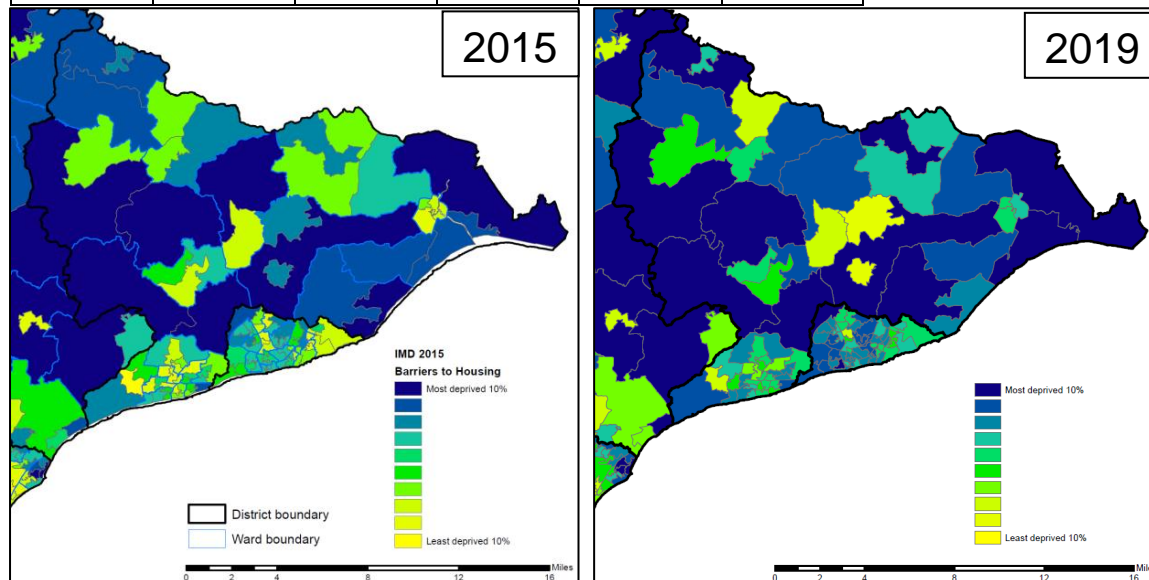 2015
IMD 2015
Barriers to Housing
Most deprived 10%
Least deprived 10%
District boundary
Ward boundary
Miles
0 2 4 8 12 16
2019
Most deprived 10%
Least deprived 10%
Mil
0 2 4 8 12 16